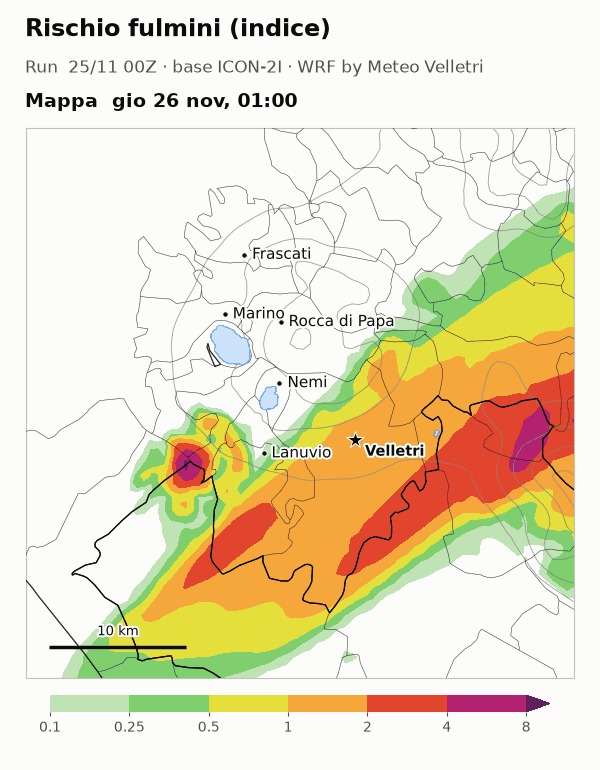 Rischio fulmini (indice)
Run  25/11 00Z · base ICON-2I · WRF by Meteo Velletri
Mappa  gio 26 nov, 01:00
Frascati
Marino
Rocca di Papa
Nemi
Velletri
Lanuvio
10 km
0.1 0.25 0.5 1 2 4 8